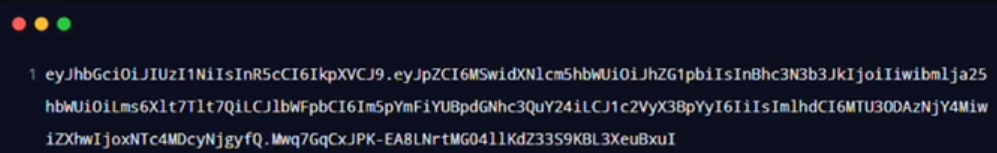 1 eyJhbGciOiJIUzI1NiIsInR5cCI6IkpXVCJ9.eyJpZCI6MSwidXNlcm5hbWUiOiJhZG1pbiIsInBhc3N3b3JkIjoiIiwibmlja25
hbWUiOiLms6Xlt7Tlt7QiLCJlbWFpbCI6Im5pYmFiYUBpdGNhc3QuY24iLCJ1c2VyX3BpYyI6IiIsImlhdCI6MTU3ODAzNjY4Miw
iZXhwIjoxNTc4MDcyNjgyfQ.Mwq7GqCxJPK-EA8LNrtMG04llKdZ33S9KBL3XeuBxuI